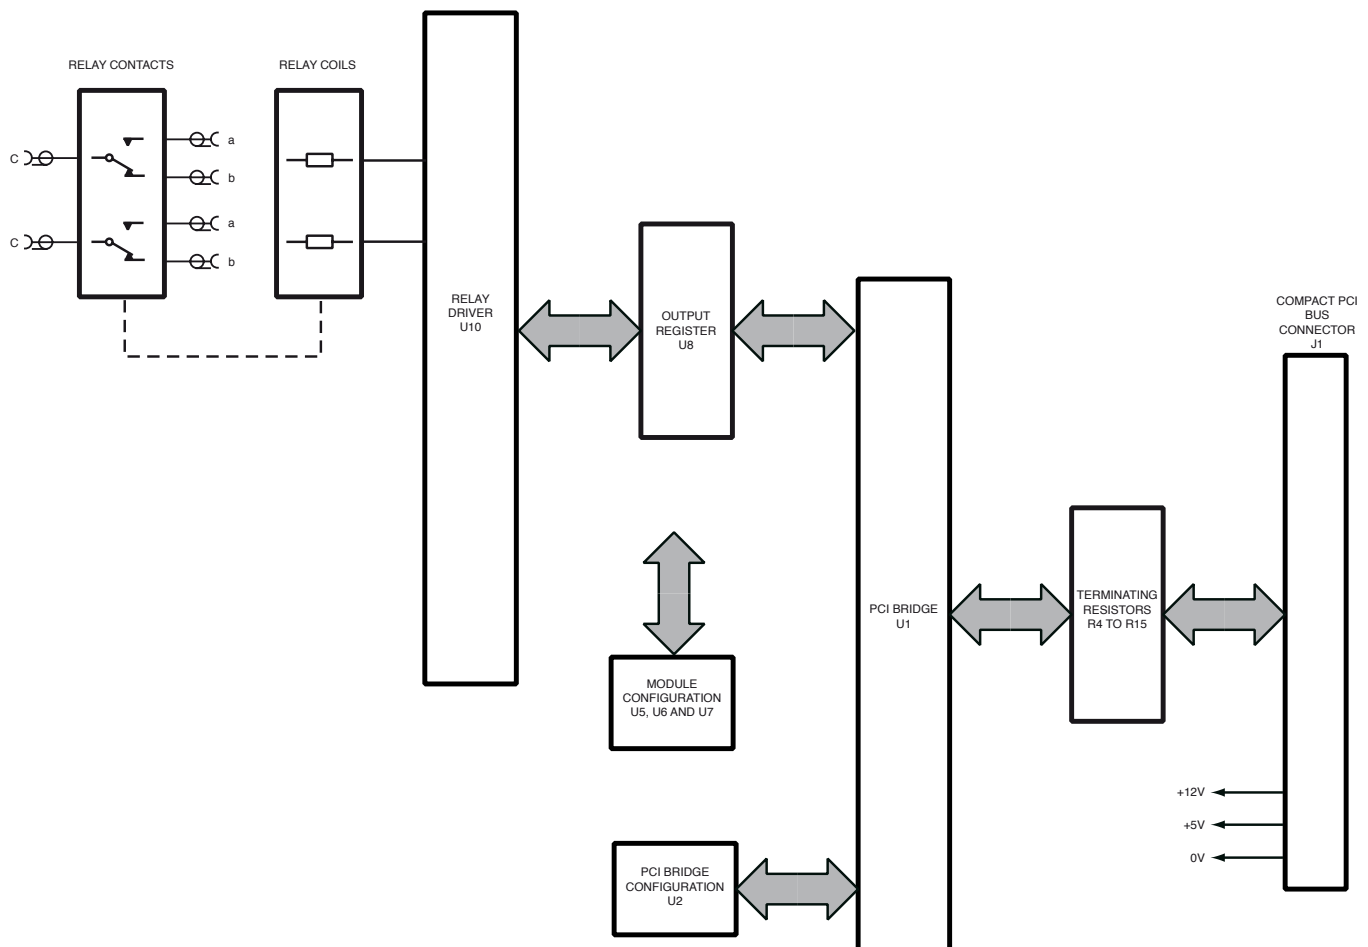 RELAY CONTACTS
RELAY COILS
C
a
b
C
a
b
RELAY
DRIVER
U10
OUTPUT
REGISTER
U8
COMPACT PCI
BUS
CONNECTOR
J1
PCI BRIDGE
U1
TERMINATING
RESISTORS
R4 TO R15
MODULE
CONFIGURATION
U5, U6 AND U7
+12V
+5V
0V
PCI BRIDGE
CONFIGURATION
U2